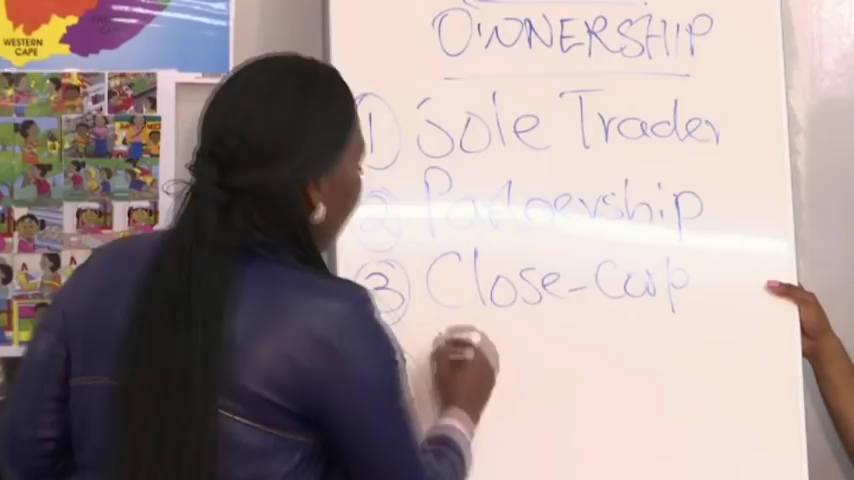 WESTERN
CAPE
OWNERSHIP
① Sole Trader
② Partnership
③ Close-corp